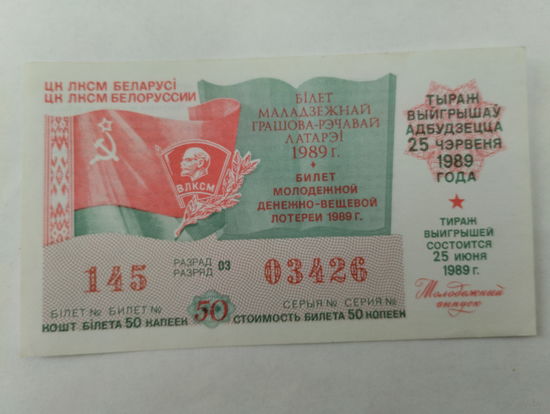 ЦК ЛКСМ БЕЛАРУСІ
ЦК ЛКСМ БЕЛОРУССИИ
ВЛКСМ
БІЛЕТ
МАЛАДЗЕЖНАЙ
ГРАШОВА-РЭЧАВАЙ
ЛАТАРЭІ
1989 г.
БИЛЕТ
МОЛОДЕЖНОЙ
ДЕНЕЖНО-ВЕЩЕВОЙ
ЛОТЕРЕИ 1989 г.
ТЫРАЖ
ВЫЙГРЫШАЎ
АДБУДЗЕЦЦА
25 ЧЭРВЕНЯ
1989
ГОДА
ТИРАЖ
ВЫИГРЫШЕЙ
СОСТОИТСЯ
25 ИЮНЯ
1989 г.
Молодежный
выпуск
145
РАЗРАД
РАЗРЯД 03
03426
БІЛЕТ № БИЛЕТ №
50
СЕРЫЯ № СЕРИЯ №
КОШТ БІЛЕТА 50 КАПЕЕК
СТОИМОСТЬ БИЛЕТА 50 КОПЕЕК